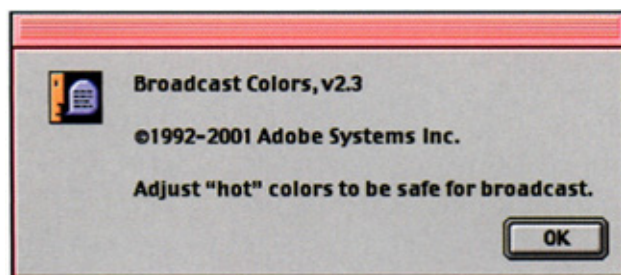 Broadcast Colors, v2.3
©1992-2001 Adobe Systems Inc.
Adjust “hot” colors to be safe for broadcast.
OK